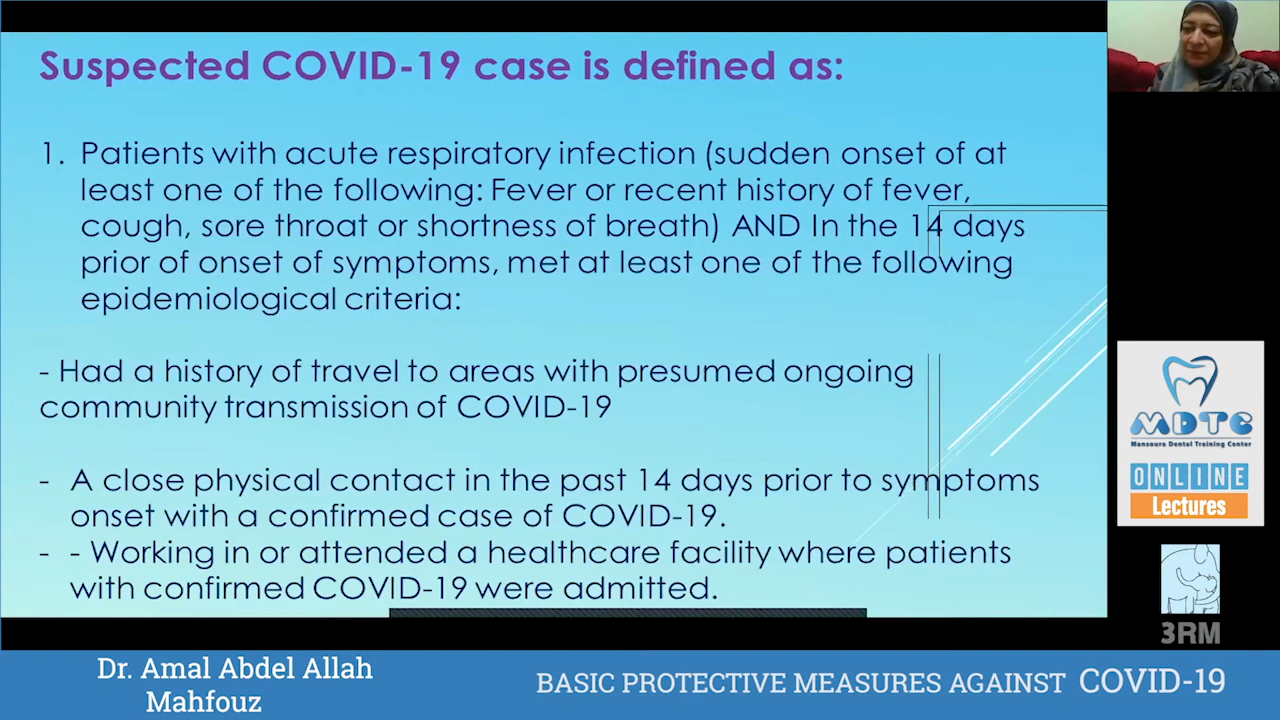 Suspected COVID-19 case is defined as:
1. Patients with acute respiratory infection (sudden onset of at
least one of the following: Fever or recent history of fever,
cough, sore throat or shortness of breath) AND In the 14 days
prior of onset of symptoms, met at least one of the following
epidemiological criteria:
- Had a history of travel to areas with presumed ongoing
community transmission of COVID-19
- A close physical contact in the past 14 days prior to symptoms
onset with a confirmed case of COVID-19.
- - Working in or attended a healthcare facility where patients
with confirmed COVID-19 were admitted.
MDTC
Mansoura Dental Training Center
ONLINE
Lectures
3RM
Dr. Amal Abdel Allah
Mahfouz
BASIC PROTECTIVE MEASURES AGAINST COVID-19